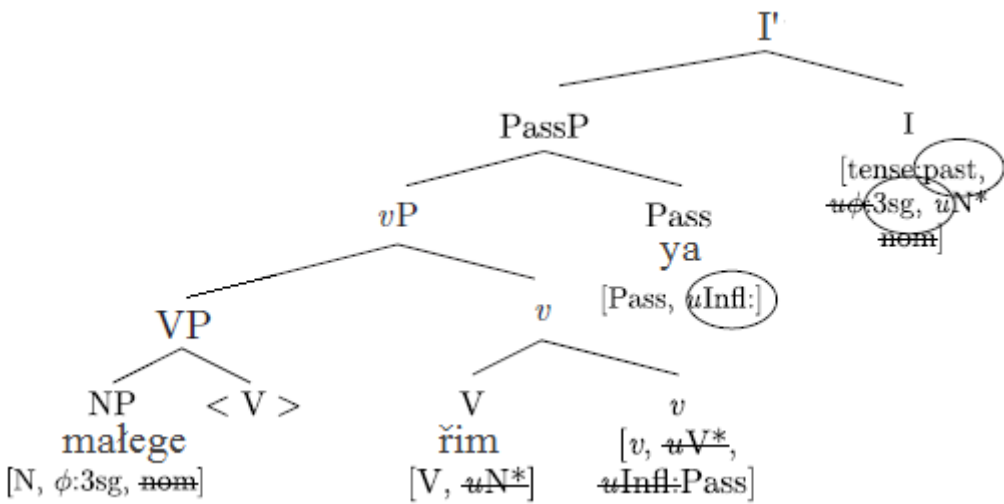 I'
PassP
I
[tense:past,
uϕ:3sg, uN*
nom]
vP
Pass
ya
[Pass, uInfl:]
VP
v
NP
< V >
V
v
małege
řim
[N, ϕ:3sg, nom]
[V, uN*]
[v, uV*,
uInfl:Pass]